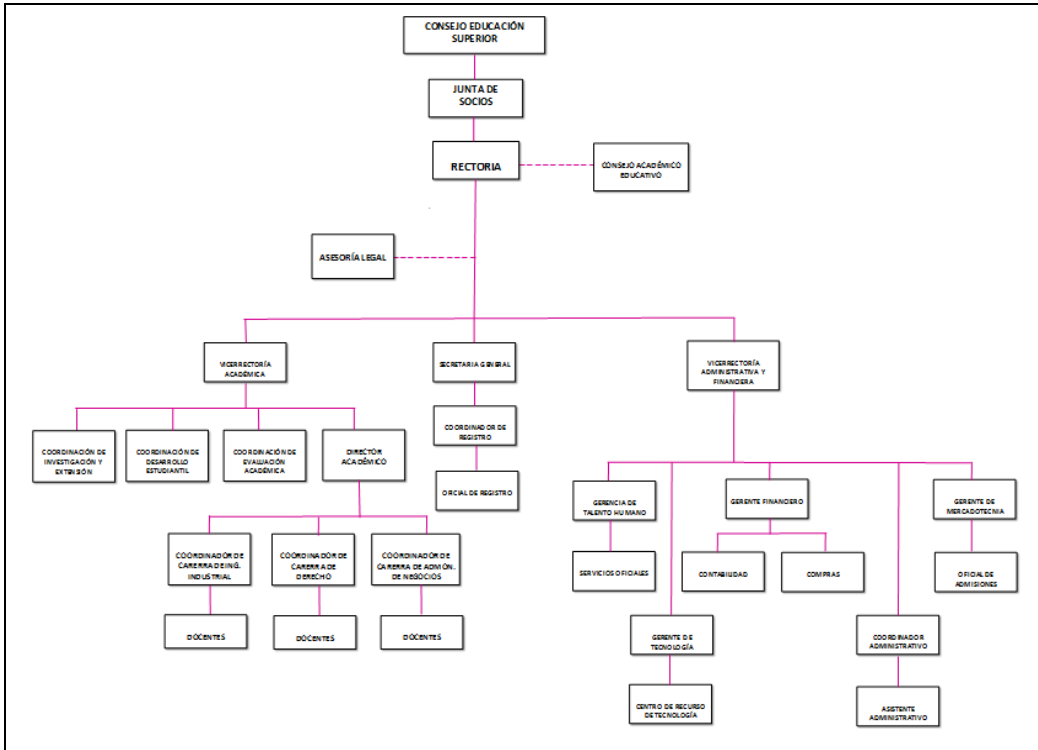 CONSEJO EDUCACIÓN
SUPERIOR
JUNTA DE
SOCIOS
RECTORIA
CONSEJO ACADÉMICO
EDUCATIVO
ASESORÍA LEGAL
VICERRECTORÍA
ACADÉMICA
SECRETARIA GENERAL
VICERRECTORÍA
ADMINISTRATIVA Y
FINANCIERA
COORDINACIÓN DE
INVESTIGACIÓN Y
EXTENSIÓN
COORDINACIÓN DE
DESARROLLO
ESTUDIANTIL
COORDINACIÓN DE
EVALUACIÓN
ACADÉMICA
DIRECTOR
ACADÉMICO
COORDINADOR
DE REGISTRO
OFICIAL DE REGISTRO
GERENCIA DE
TALENTO HUMANO
GERENTE FINANCIERO
GERENTE DE
MERCADOTECNIA
SERVICIOS OFICIALES
CONTABILIDAD
COMPRAS
OFICIAL DE
ADMISIONES
COORDINADOR DE
CARERRA DE ING.
INDUSTRIAL
COORDINADOR DE
CARERRA DE
DERECHO
COORDINADOR DE
CARERRA DE ADMÓN.
DE NEGOCIOS
DOCENTES
DOCENTES
DOCENTES
GERENTE DE
TECNOLOGÍA
COORDINADOR
ADMINISTRATIVO
CENTRO DE RECURSO
DE TECNOLOGÍA
ASISTENTE
ADMINISTRATIVO